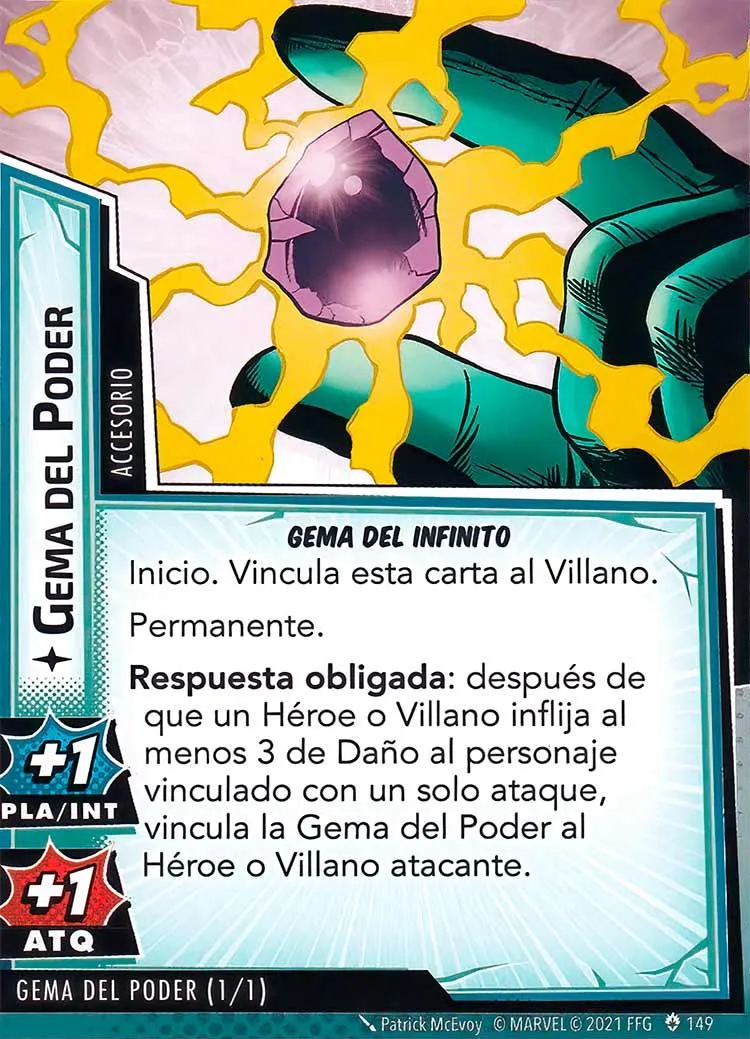 GEMA DEL PODER
ACCESORIO
GEMA DEL INFINITO
Inicio. Vincula esta carta al Villano.
Permanente.
Respuesta obligada: después de
que un Héroe o Villano inflija al
menos 3 de Daño al personaje
vinculado con un solo ataque,
vincula la Gema del Poder al
Héroe o Villano atacante.
+1
PLA/INT
+1
ATQ
GEMA DEL PODER (1/1)
Patrick McEvoy © MARVEL © 2021 FFG 149